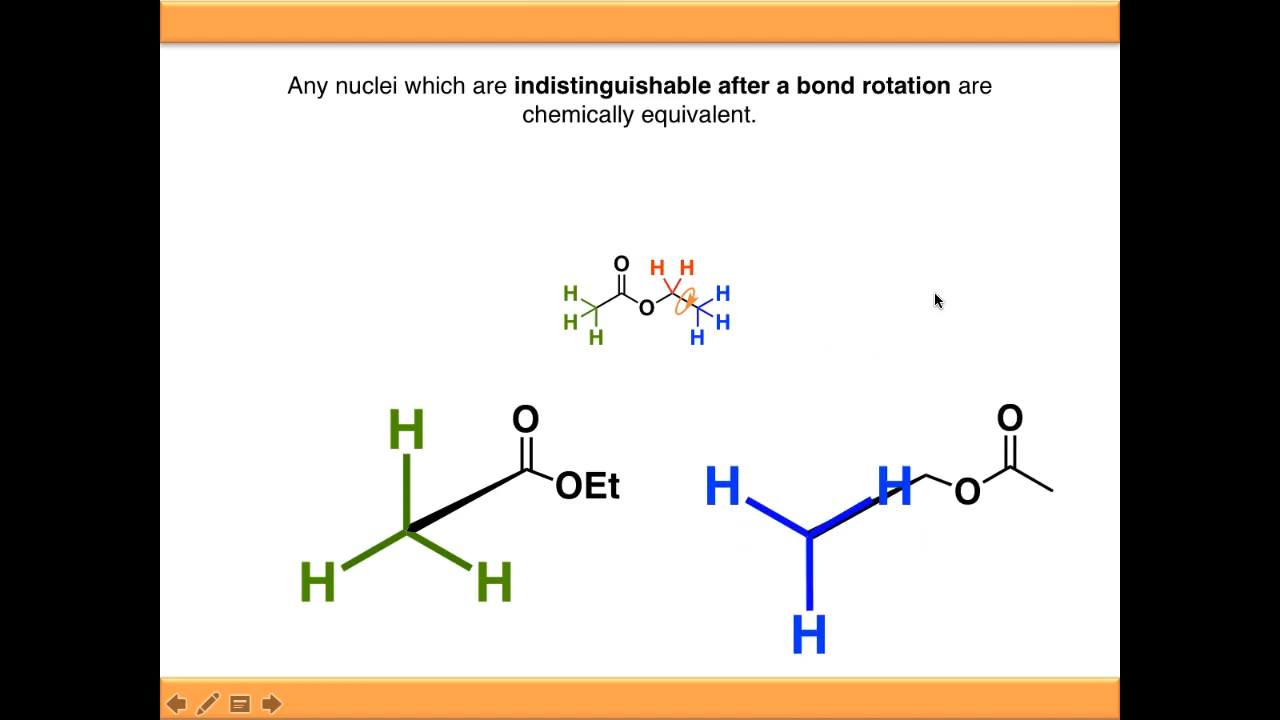 Any nuclei which are indistinguishable after a bond rotation are
chemically equivalent.
O H H
H H
O
H H
H H
H O O
H H
OEt O
H H
H